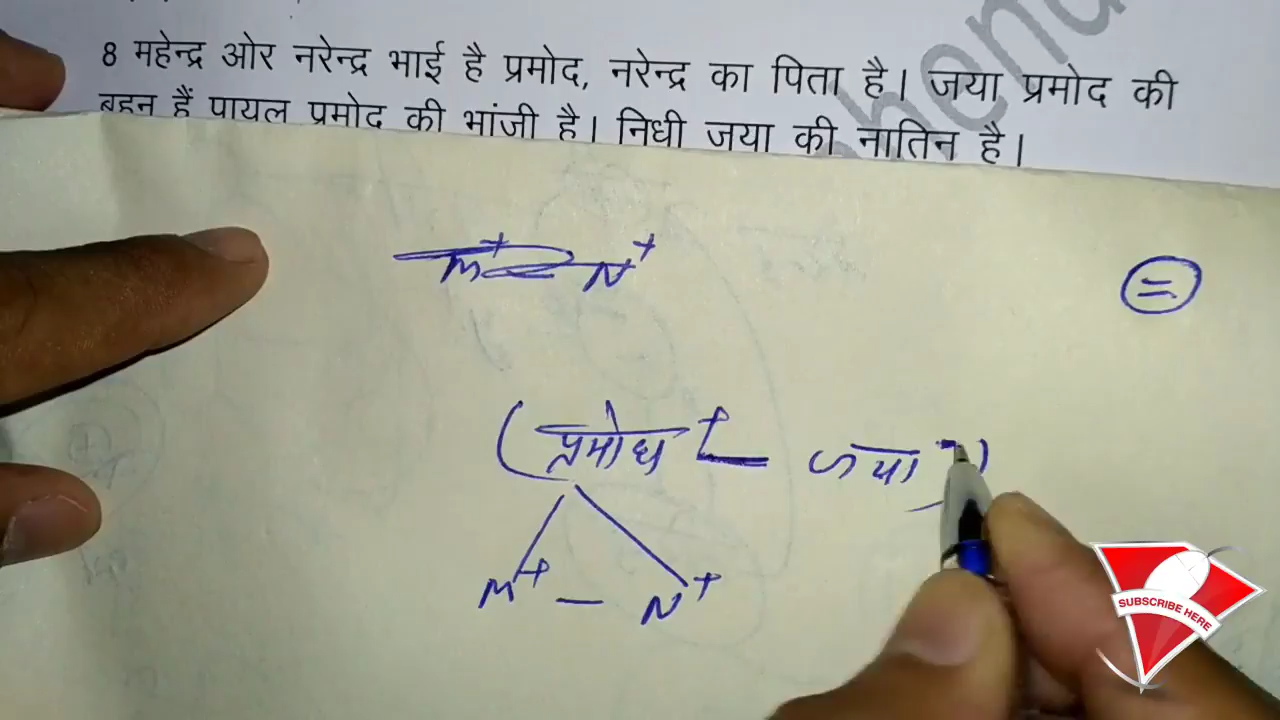 8 महेन्द्र ओर नरेन्द्र भाई है प्रमोद, नरेन्द्र का पिता है। जया प्रमोद की
बहन हैं पायल प्रमोद की भांजी है। निधी जया की नातिन है।
M+ N+
=
(प्रमोध + — जया -)
M+ — N+
SUBSCRIBE HERE